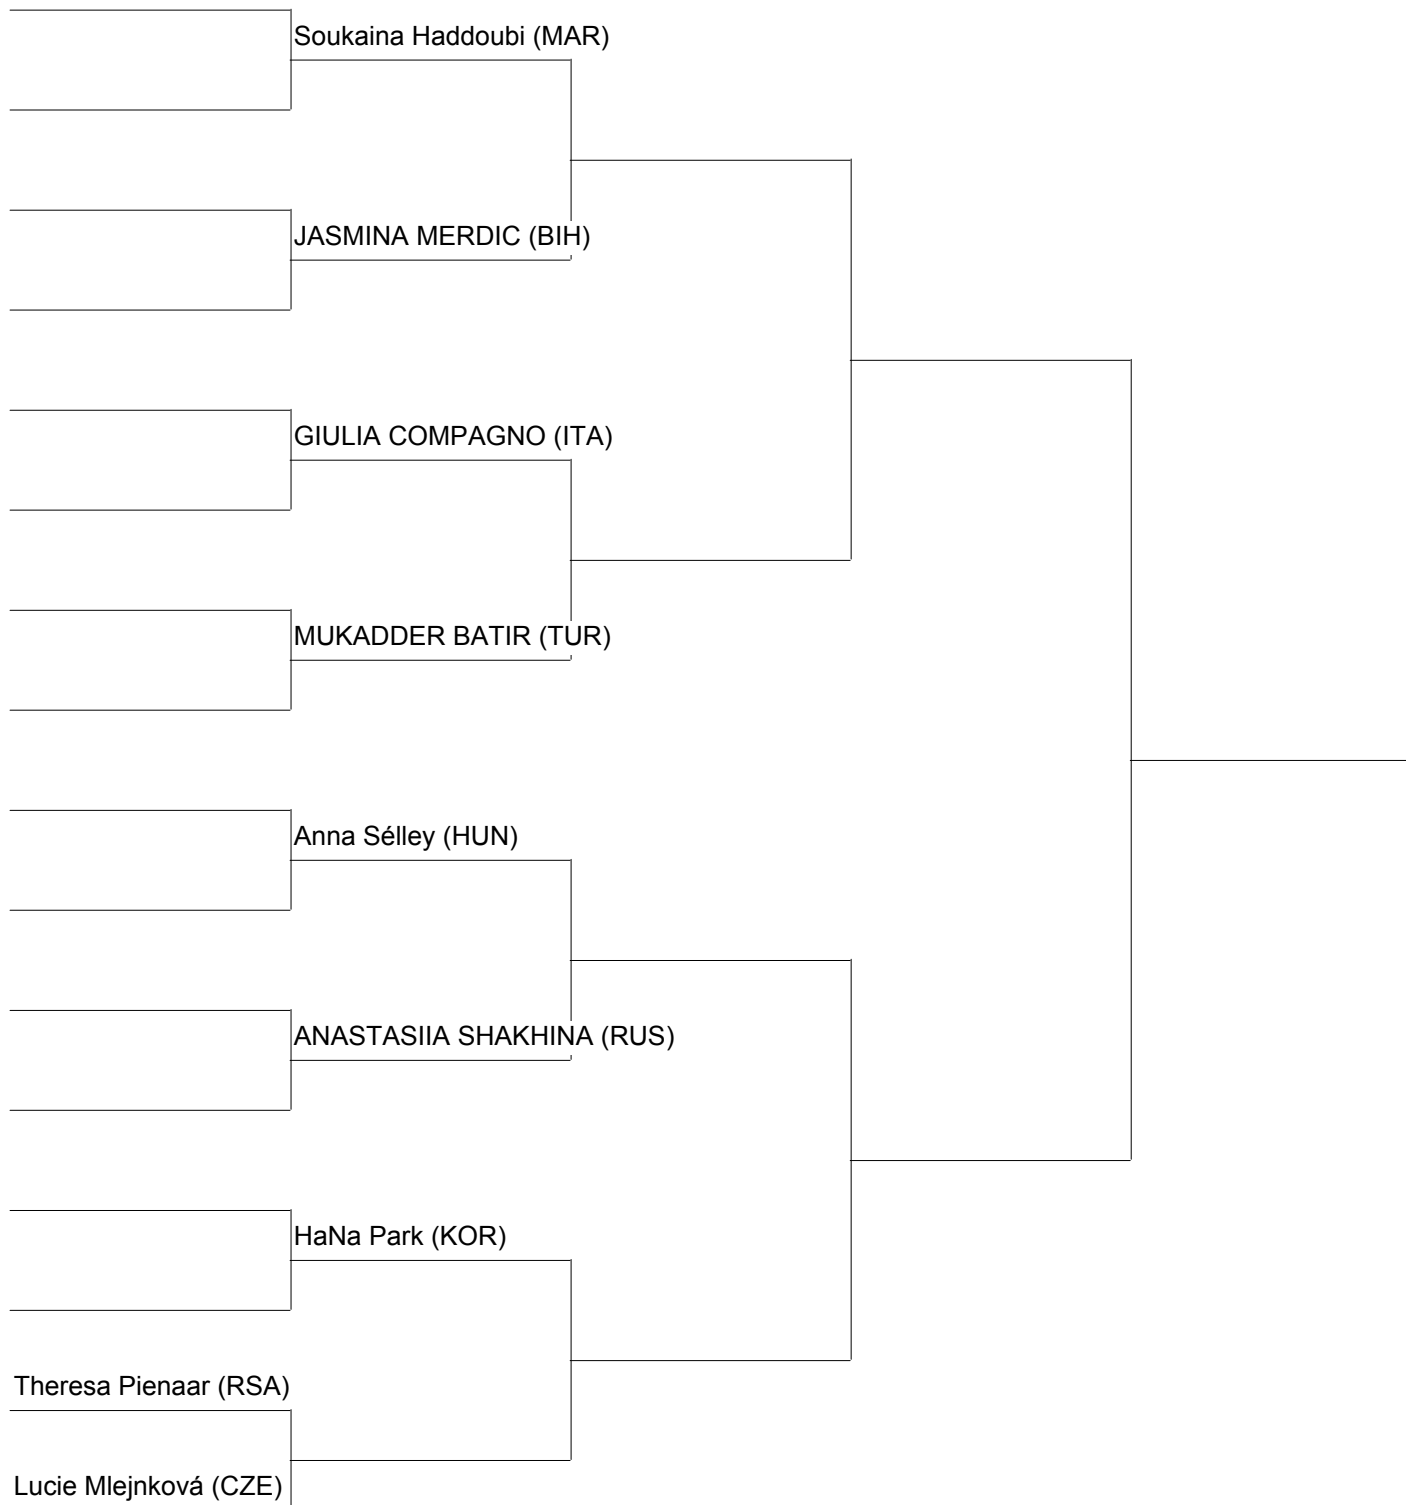 Soukaina Haddoubi (MAR)
JASMINA MERDIC (BIH)
GIULIA COMPAGNO (ITA)
MUKADDER BATIR (TUR)
Anna Sélley (HUN)
ANASTASIIA SHAKHINA (RUS)
HaNa Park (KOR)
Theresa Pienaar (RSA)
Lucie Mlejnková (CZE)